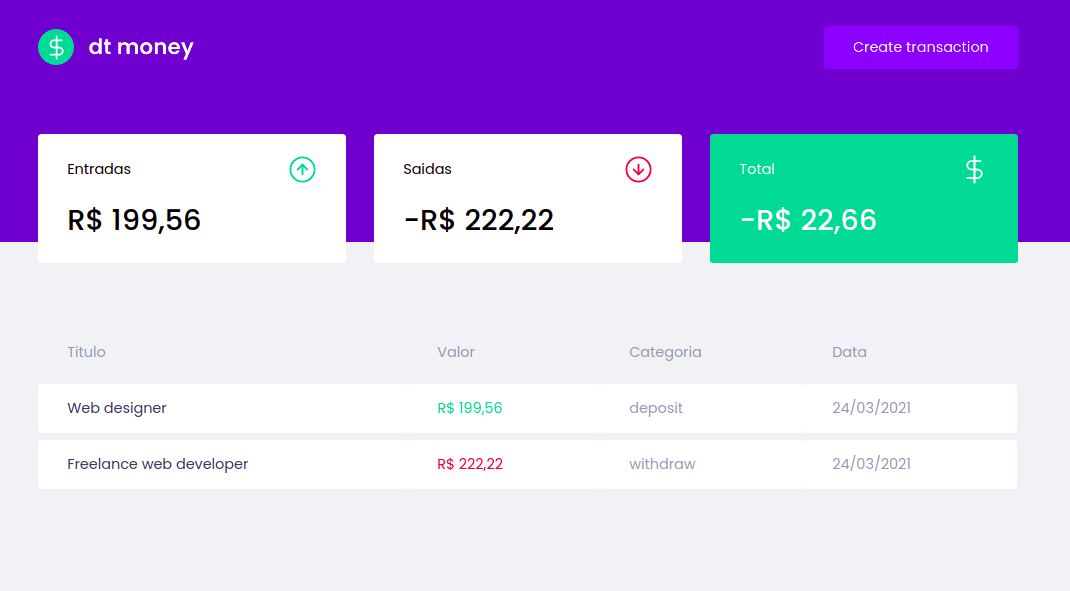 $ dt money
Create transaction
Entradas
R$ 199,56
Saidas
-R$ 222,22
Total $
-R$ 22,66
Titulo Valor Categoria Data
Web designer R$ 199,56 deposit 24/03/2021
Freelance web developer R$ 222,22 withdraw 24/03/2021